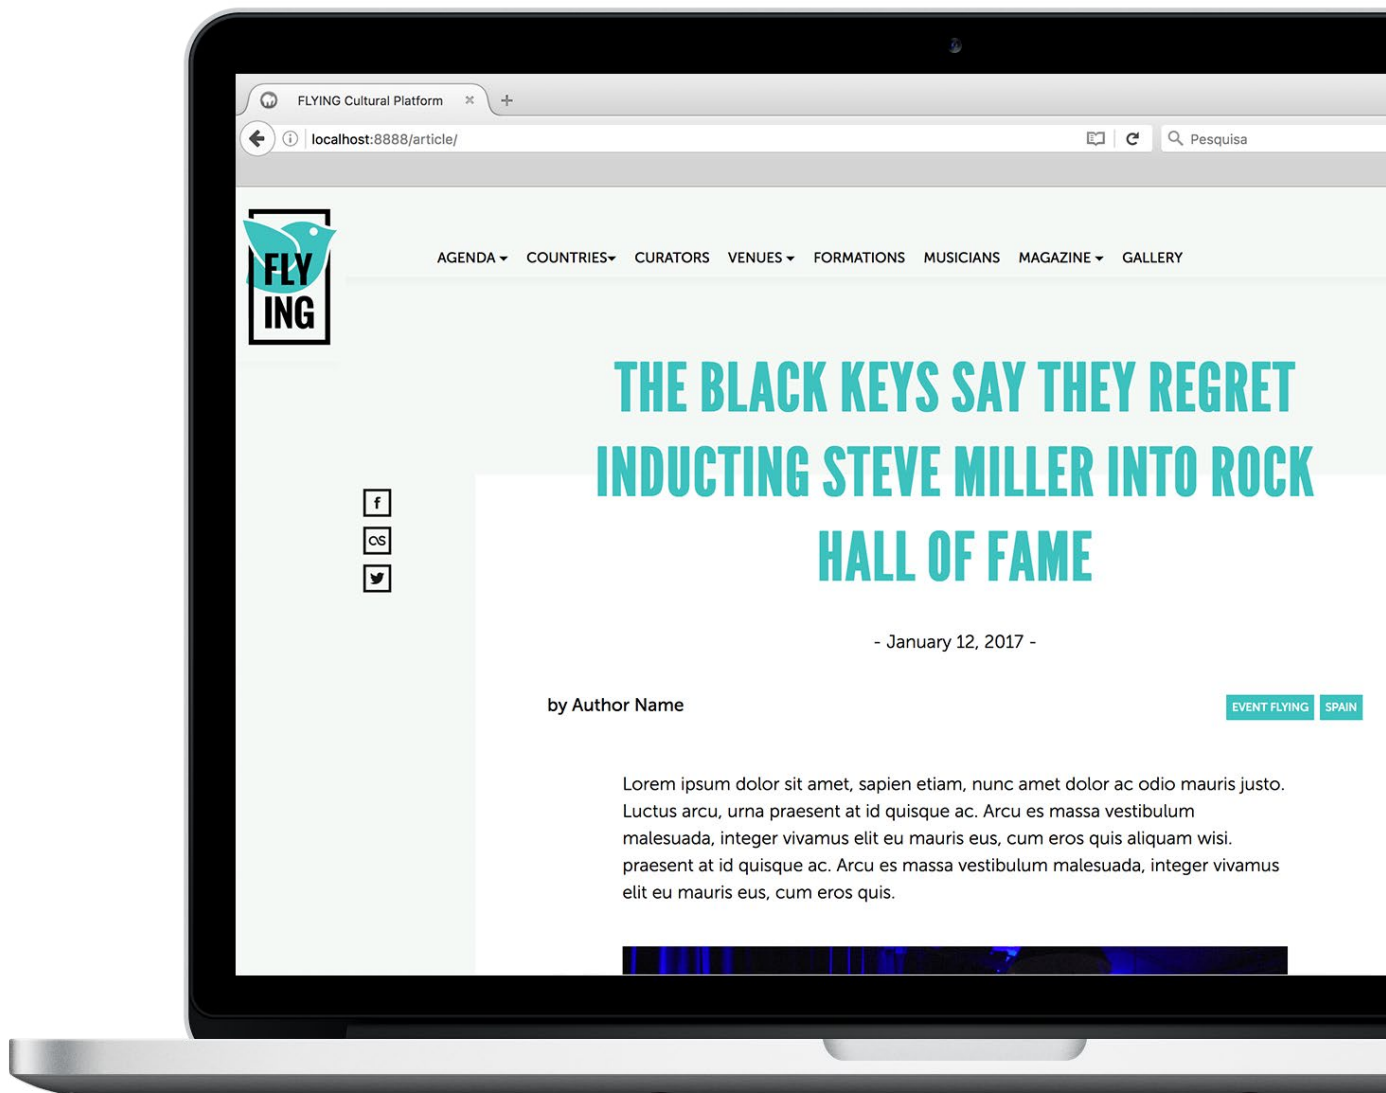 FLYING Cultural Platform
localhost:8888/article/
Pesquisa
FLY
ING
AGENDA COUNTRIES CURATORS VENUES FORMATIONS MUSICIANS MAGAZINE GALLERY
THE BLACK KEYS SAY THEY REGRET
INDUCTING STEVE MILLER INTO ROCK
HALL OF FAME
- January 12, 2017 -
by Author Name
EVENT FLYING SPAIN
Lorem ipsum dolor sit amet, sapien etiam, nunc amet dolor ac odio mauris justo.
Luctus arcu, urna praesent at id quisque ac. Arcu es massa vestibulum
malesuada, integer vivamus elit eu mauris eus, cum eros quis aliquam wisi.
praesent at id quisque ac. Arcu es massa vestibulum malesuada, integer vivamus
elit eu mauris eus, cum eros quis.